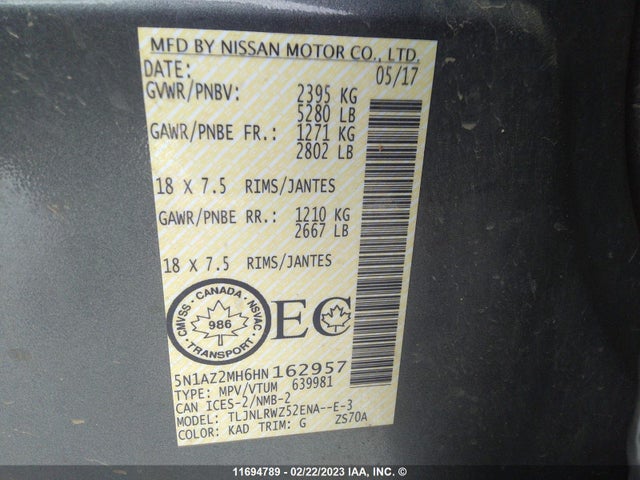 MFD BY NISSAN MOTOR CO., LTD.
DATE: 05/17
GVWR/PNBV: 2395 KG
5280 LB
GAWR/PNBE FR.: 1271 KG
2802 LB
18 X 7.5 RIMS/JANTES
GAWR/PNBE RR.: 1210 KG
2667 LB
18 X 7.5 RIMS/JANTES
CANADA
CMVSS 986 NSVAC
TRANSPORT
EC
5N1AZ2MH6HN162957
TYPE: MPV/VTUM 639981
CAN ICES-2/NMB-2
MODEL: TLJNLRWZ52ENA--E-3
COLOR: KAD TRIM: G ZS70A
11694789 - 02/22/2023 IAA, INC. ©